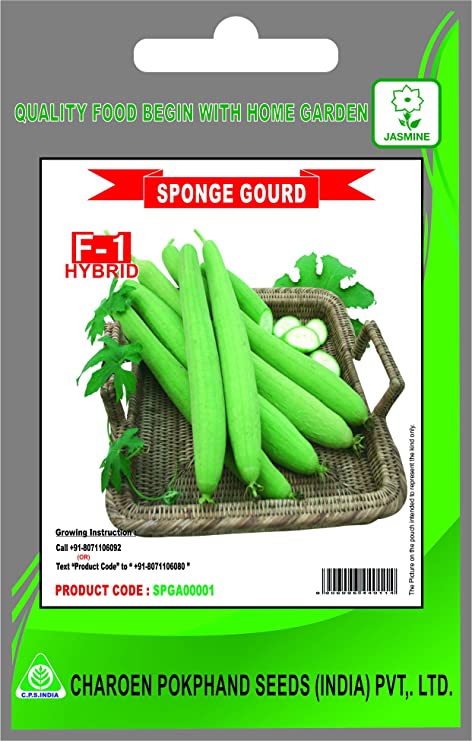 QUALITY FOOD BEGIN WITH HOME GARDEN
JASMINE
SPONGE GOURD
F-1
HYBRID
The Picture on the pouch intended to represent the kind only.
Growing Instruction :
Call +91-8071106092
(OR)
Text "Product Code" to " +91-8071106080 "
PRODUCT CODE : SPGA00001
C.P.S.INDIA
CHAROEN POKPHAND SEEDS (INDIA) PVT,. LTD.